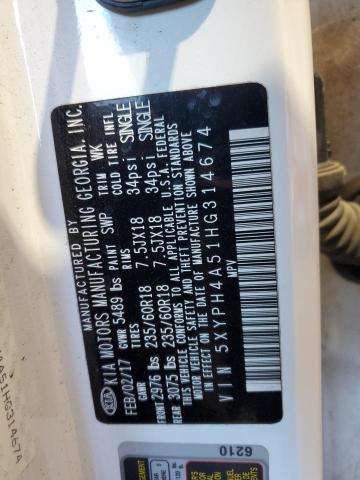 MANUFACTURED BY
KIA KIA MOTORS MANUFACTURING GEORGIA, INC.
FEB/02/17 GVWR 5489 lbs PAINT SWP TRIM WK
GAWR TIRES RIMS COLD TIRE INFL
FRONT 2976 lbs 235/60R18 7.5JX18 34psi SINGLE
REAR 3075 lbs 235/60R18 7.5JX18 34psi SINGLE
THIS VEHICLE CONFORMS TO ALL APPLICABLE U.S.A. FEDERAL
MOTOR VEHICLE SAFETY AND THEFT PREVENTION STANDARDS
IN EFFECT ON THE DATE OF MANUFACTURE SHOWN ABOVE
MPV
VIN 5XYPH4A51HG314674
4A51HG314674
6210